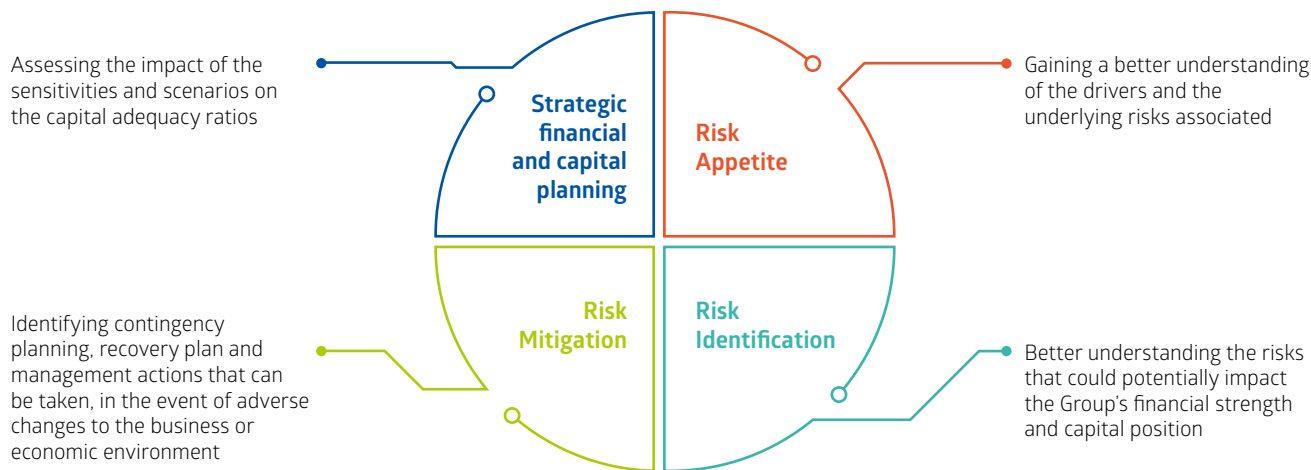 Assessing the impact of the
sensitivities and scenarios on
the capital adequacy ratios
Strategic
financial
and capital
planning
Risk
Appetite
Gaining a better understanding
of the drivers and the
underlying risks associated
Identifying contingency
planning, recovery plan and
management actions that can
be taken, in the event of adverse
changes to the business or
economic environment
Risk
Mitigation
Risk
Identification
Better understanding the risks
that could potentially impact
the Group's financial strength
and capital position